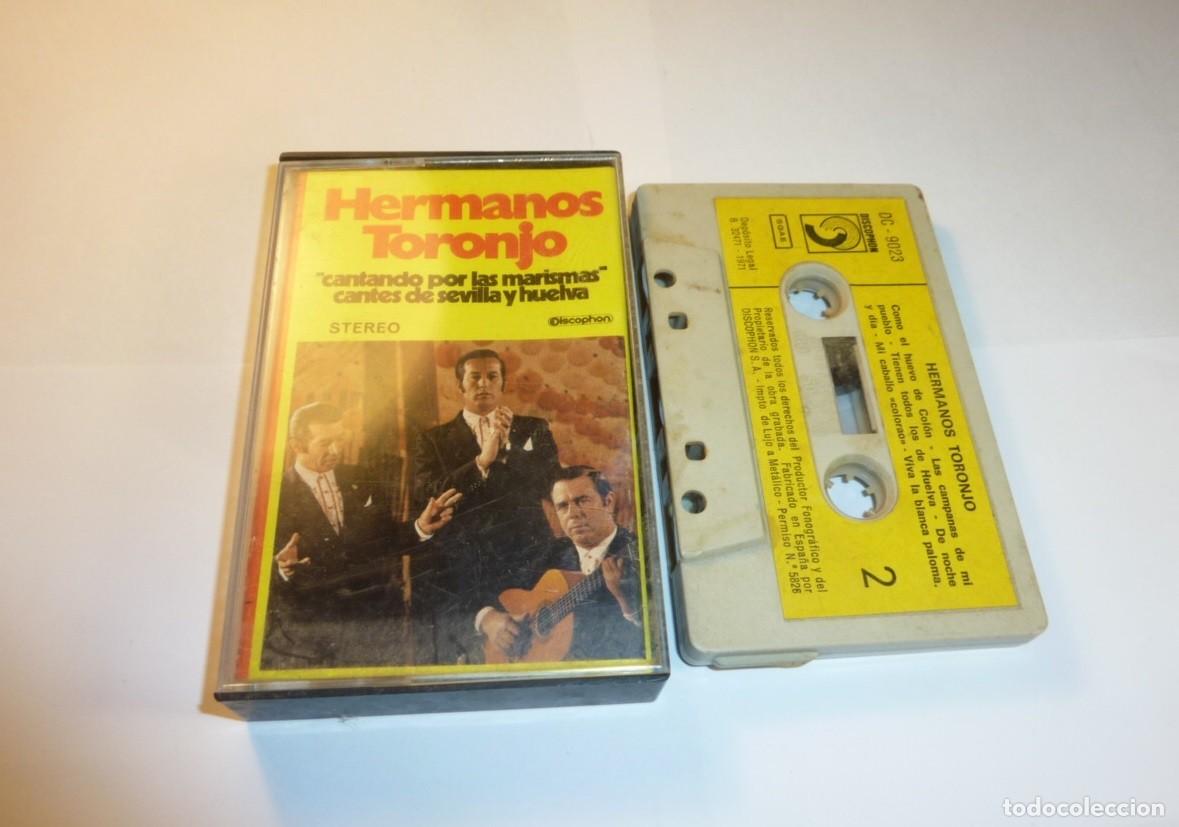 Hermanos
Toronjo
"cantando por las marismas"
cantes de sevilla y huelva
STEREO
Discophon
DISCOPHON
DC - 9023
SGAE
Depósito Legal
B. 32471 - 1971
HERMANOS TORONJO
Como el huevo de Colón - Las campanas de mi
pueblo - Tienen todos los de Huelva - De noche
y día - Mi caballo «colorao» - Viva la blanca paloma.
2
Reservados todos los derechos del Productor Fonográfico y del
Propietario de la obra grabada. Fabricado en España por
DISCOPHON S. A. - Impto. de Lujo a Metálico - Permiso N.º 5826
todocoleccion